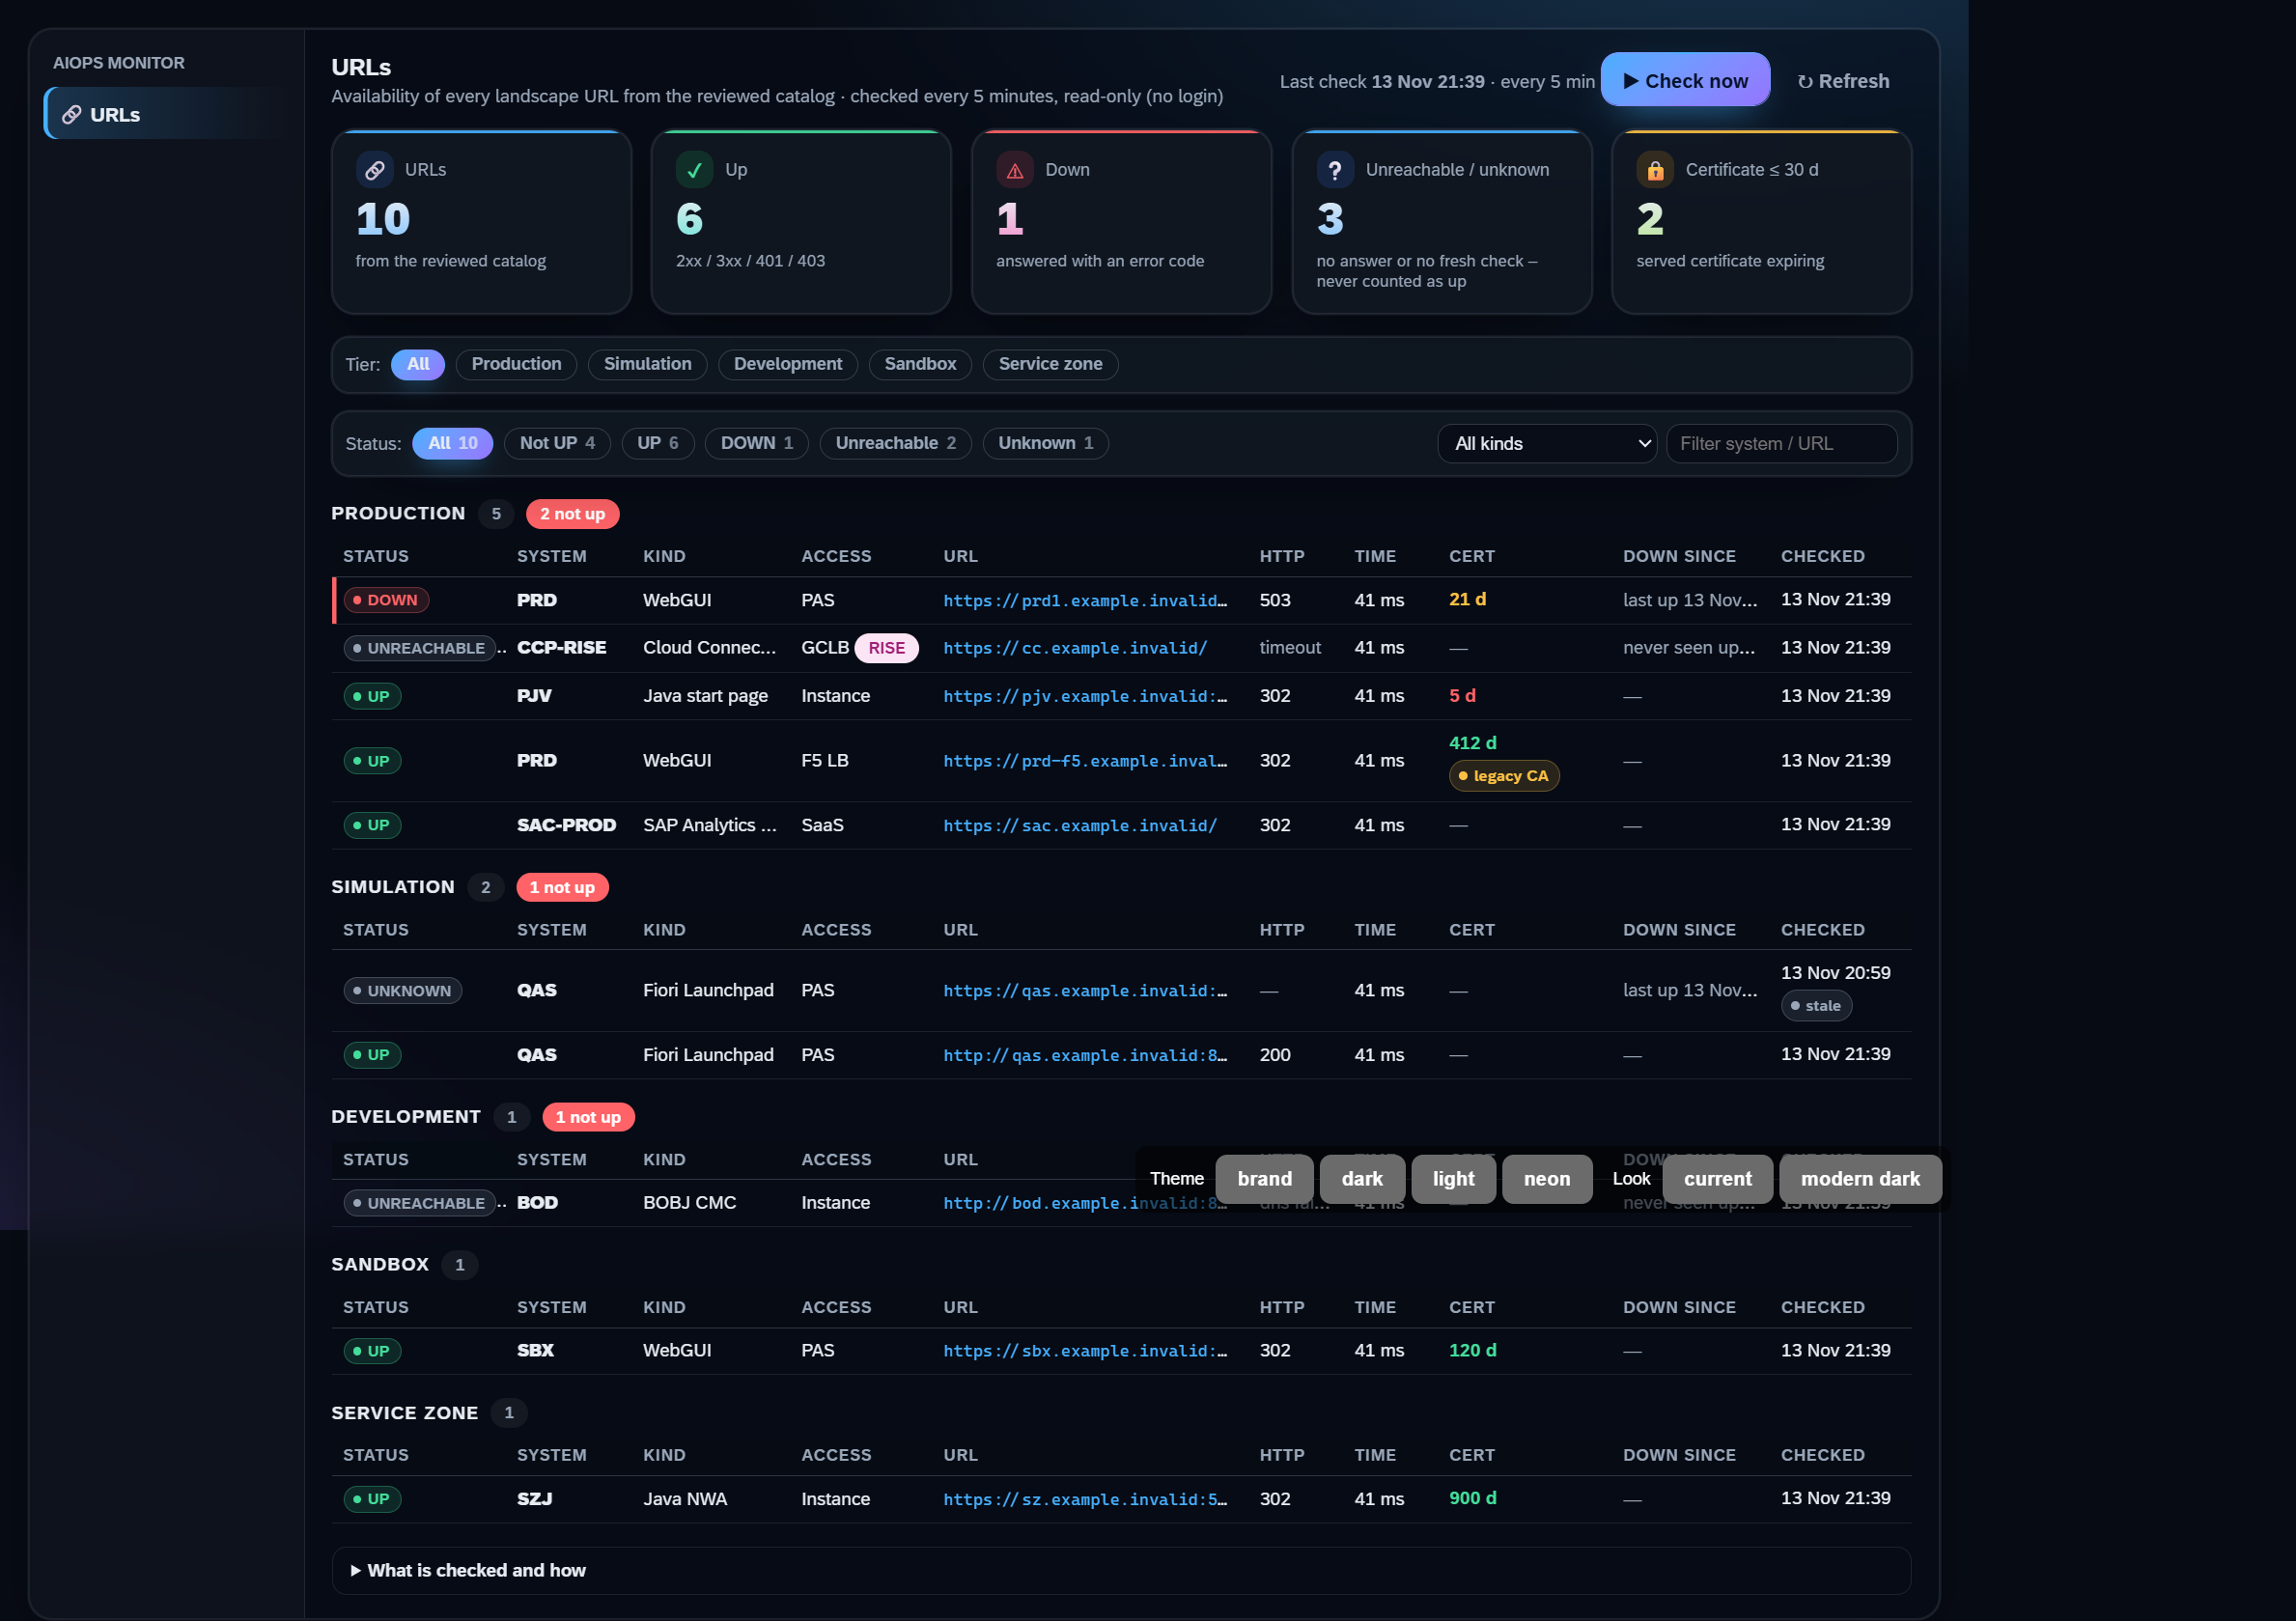 AIOPS MONITOR
🔗 URLs
URLs
Availability of every landscape URL from the reviewed catalog · checked every 5 minutes, read-only (no login)
Last check 13 Nov 21:39 · every 5 min
▶ Check now
↻ Refresh
URLs
10
from the reviewed catalog
✓ Up
6
2xx / 3xx / 401 / 403
⚠ Down
1
answered with an error code
? Unreachable / unknown
3
no answer or no fresh check –
never counted as up
Certificate ≤ 30 d
2
served certificate expiring
Tier: All Production Simulation Development Sandbox Service zone
Status: All 10 Not UP 4 UP 6 DOWN 1 Unreachable 2 Unknown 1 All kinds Filter system / URL
PRODUCTION 5 2 not up
STATUS SYSTEM KIND ACCESS URL HTTP TIME CERT DOWN SINCE CHECKED
DOWN PRD WebGUI PAS https://prd1.example.invalid… 503 41 ms 21 d last up 13 Nov… 13 Nov 21:39
UNREACHABLE.. CCP-RISE Cloud Connec… GCLB RISE https://cc.example.invalid/ timeout 41 ms — never seen up… 13 Nov 21:39
UP PJV Java start page Instance https://pjv.example.invalid:… 302 41 ms 5 d — 13 Nov 21:39
UP PRD WebGUI F5 LB https://prd-f5.example.inval… 302 41 ms 412 d legacy CA — 13 Nov 21:39
UP SAC-PROD SAP Analytics … SaaS https://sac.example.invalid/ 302 41 ms — — 13 Nov 21:39
SIMULATION 2 1 not up
STATUS SYSTEM KIND ACCESS URL HTTP TIME CERT DOWN SINCE CHECKED
UNKNOWN QAS Fiori Launchpad PAS https://qas.example.invalid:… — 41 ms — last up 13 Nov… 13 Nov 20:59 stale
UP QAS Fiori Launchpad PAS http://qas.example.invalid:8… 200 41 ms — — 13 Nov 21:39
DEVELOPMENT 1 1 not up
STATUS SYSTEM KIND ACCESS URL
Theme brand dark light neon Look current modern dark
UNREACHABLE.. BOD BOBJ CMC Instance http://bod.example.invalid:8… never seen up… 13 Nov 21:39
SANDBOX 1
STATUS SYSTEM KIND ACCESS URL HTTP TIME CERT DOWN SINCE CHECKED
UP SBX WebGUI PAS https://sbx.example.invalid:… 302 41 ms 120 d — 13 Nov 21:39
SERVICE ZONE 1
STATUS SYSTEM KIND ACCESS URL HTTP TIME CERT DOWN SINCE CHECKED
UP SZJ Java NWA Instance https://sz.example.invalid:5… 302 41 ms 900 d — 13 Nov 21:39
▶ What is checked and how